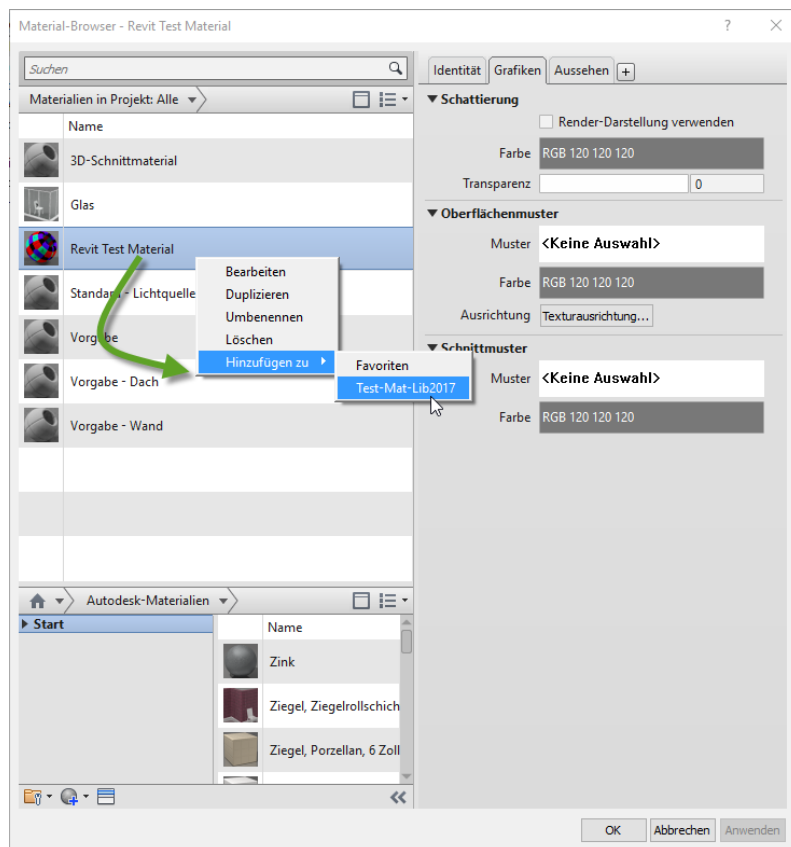 Material-Browser - Revit Test Material
?
Suchen
Materialien in Projekt: Alle
Name
3D-Schnittmaterial
Glas
Revit Test Material
Standard - Lichtquelle
Vorgabe
Vorgabe - Dach
Vorgabe - Wand
Bearbeiten
Duplizieren
Umbenennen
Löschen
Hinzufügen zu
Favoriten
Test-Mat-Lib2017
Autodesk-Materialien
Start
Name
Zink
Ziegel, Ziegelrollschich
Ziegel, Porzellan, 6 Zoll
Identität Grafiken Aussehen +
Schattierung
Render-Darstellung verwenden
Farbe RGB 120 120 120
Transparenz 0
Oberflächenmuster
Muster <Keine Auswahl>
Farbe RGB 120 120 120
Ausrichtung Texturausrichtung...
Schnittmuster
Muster <Keine Auswahl>
Farbe RGB 120 120 120
OK Abbrechen Anwenden